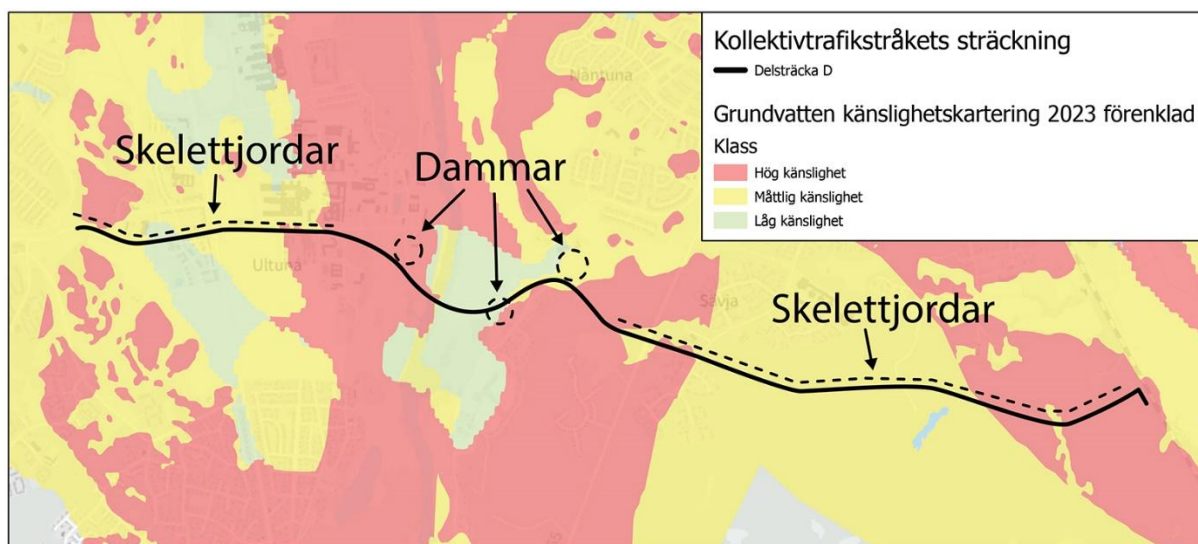 Kollektivtrafikstråkets sträckning
Delsträcka D
Grundvatten känslighetskartering 2023 förenklad
Klass
Hög känslighet
Måttlig känslighet
Låg känslighet
Nåntuna
Skelettjordar
Dammar
Ultuna
Sävja
Skelettjordar